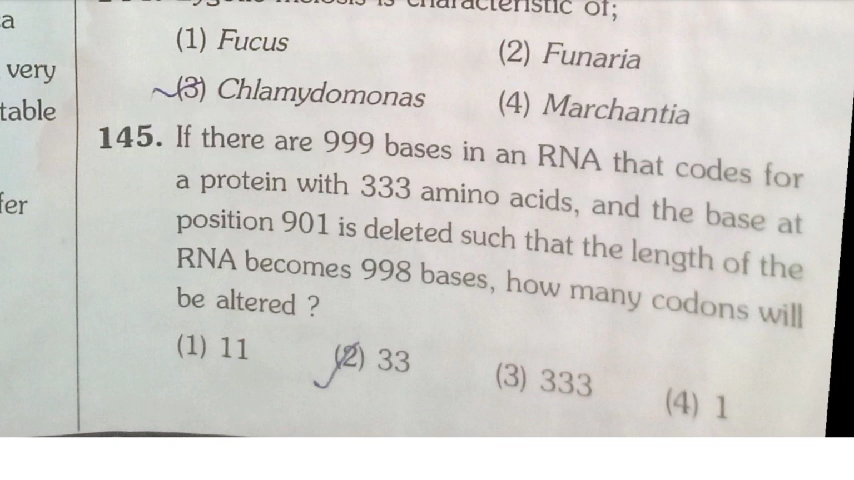 a
very
table
fer
is characteristic of;
(1) Fucus
(2) Funaria
(3) Chlamydomonas
(4) Marchantia
145. If there are 999 bases in an RNA that codes for
a protein with 333 amino acids, and the base at
position 901 is deleted such that the length of the
RNA becomes 998 bases, how many codons will
be altered ?
(1) 11
(2) 33
(3) 333
(4) 1